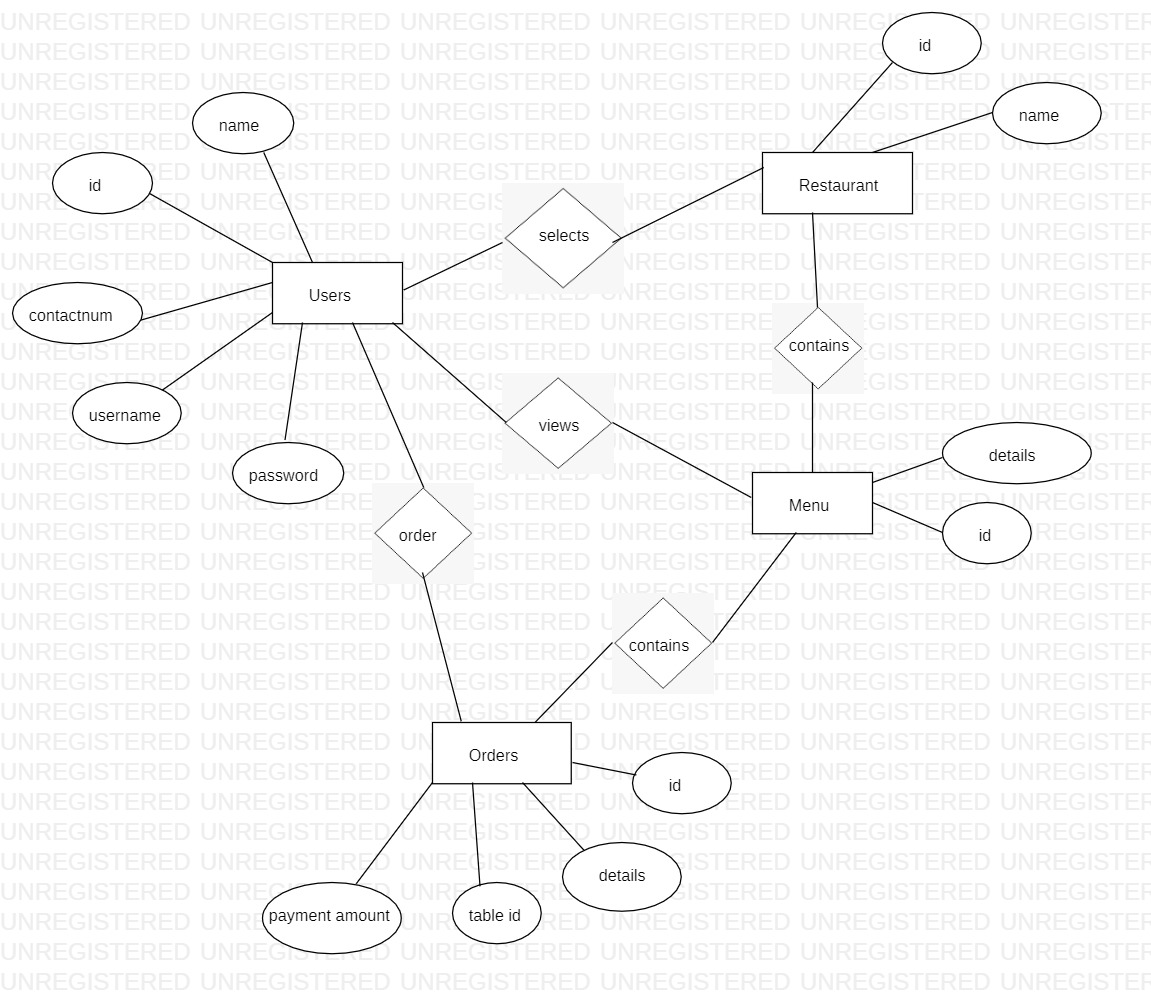 UNREGISTERED UNREGISTERED UNREGISTERED UNREGISTERED UNREGISTERED UNREGISTERED
id
name
name
id
Restaurant
selects
Users
contactnum
contains
username
views
details
password
Menu
order
id
contains
Orders
id
details
payment amount
table id